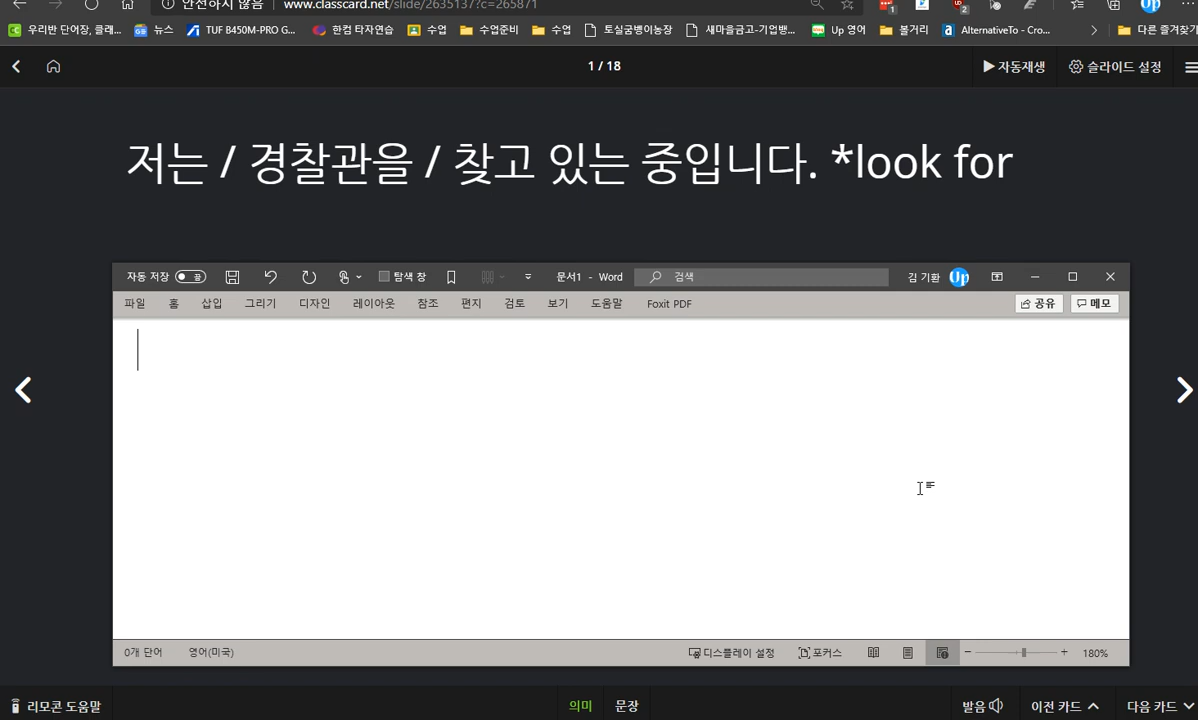 안전하지 않음 | www.classcard.net/slide/2635137?c=265871
우리반 단어장, 클래... 뉴스 TUF B450M-PRO G... 한컴 타자연습 수업 수업준비 수업 토실굼벵이농장 새마을금고-기업뱅... Up 영어 볼거리 AlternativeTo - Cro... 다른 즐겨찾기
1 / 18
자동재생 슬라이드 설정
저는 / 경찰관을 / 찾고 있는 중입니다. *look for
자동 저장 끔 탐색 창 문서1 - Word 검색 김 기환 Up
파일 홈 삽입 그리기 디자인 레이아웃 참조 편지 검토 보기 도움말 Foxit PDF 공유 메모
0개 단어 영어(미국) 디스플레이 설정 포커스 180%
리모콘 도움말 의미 문장 발음 이전 카드 다음 카드